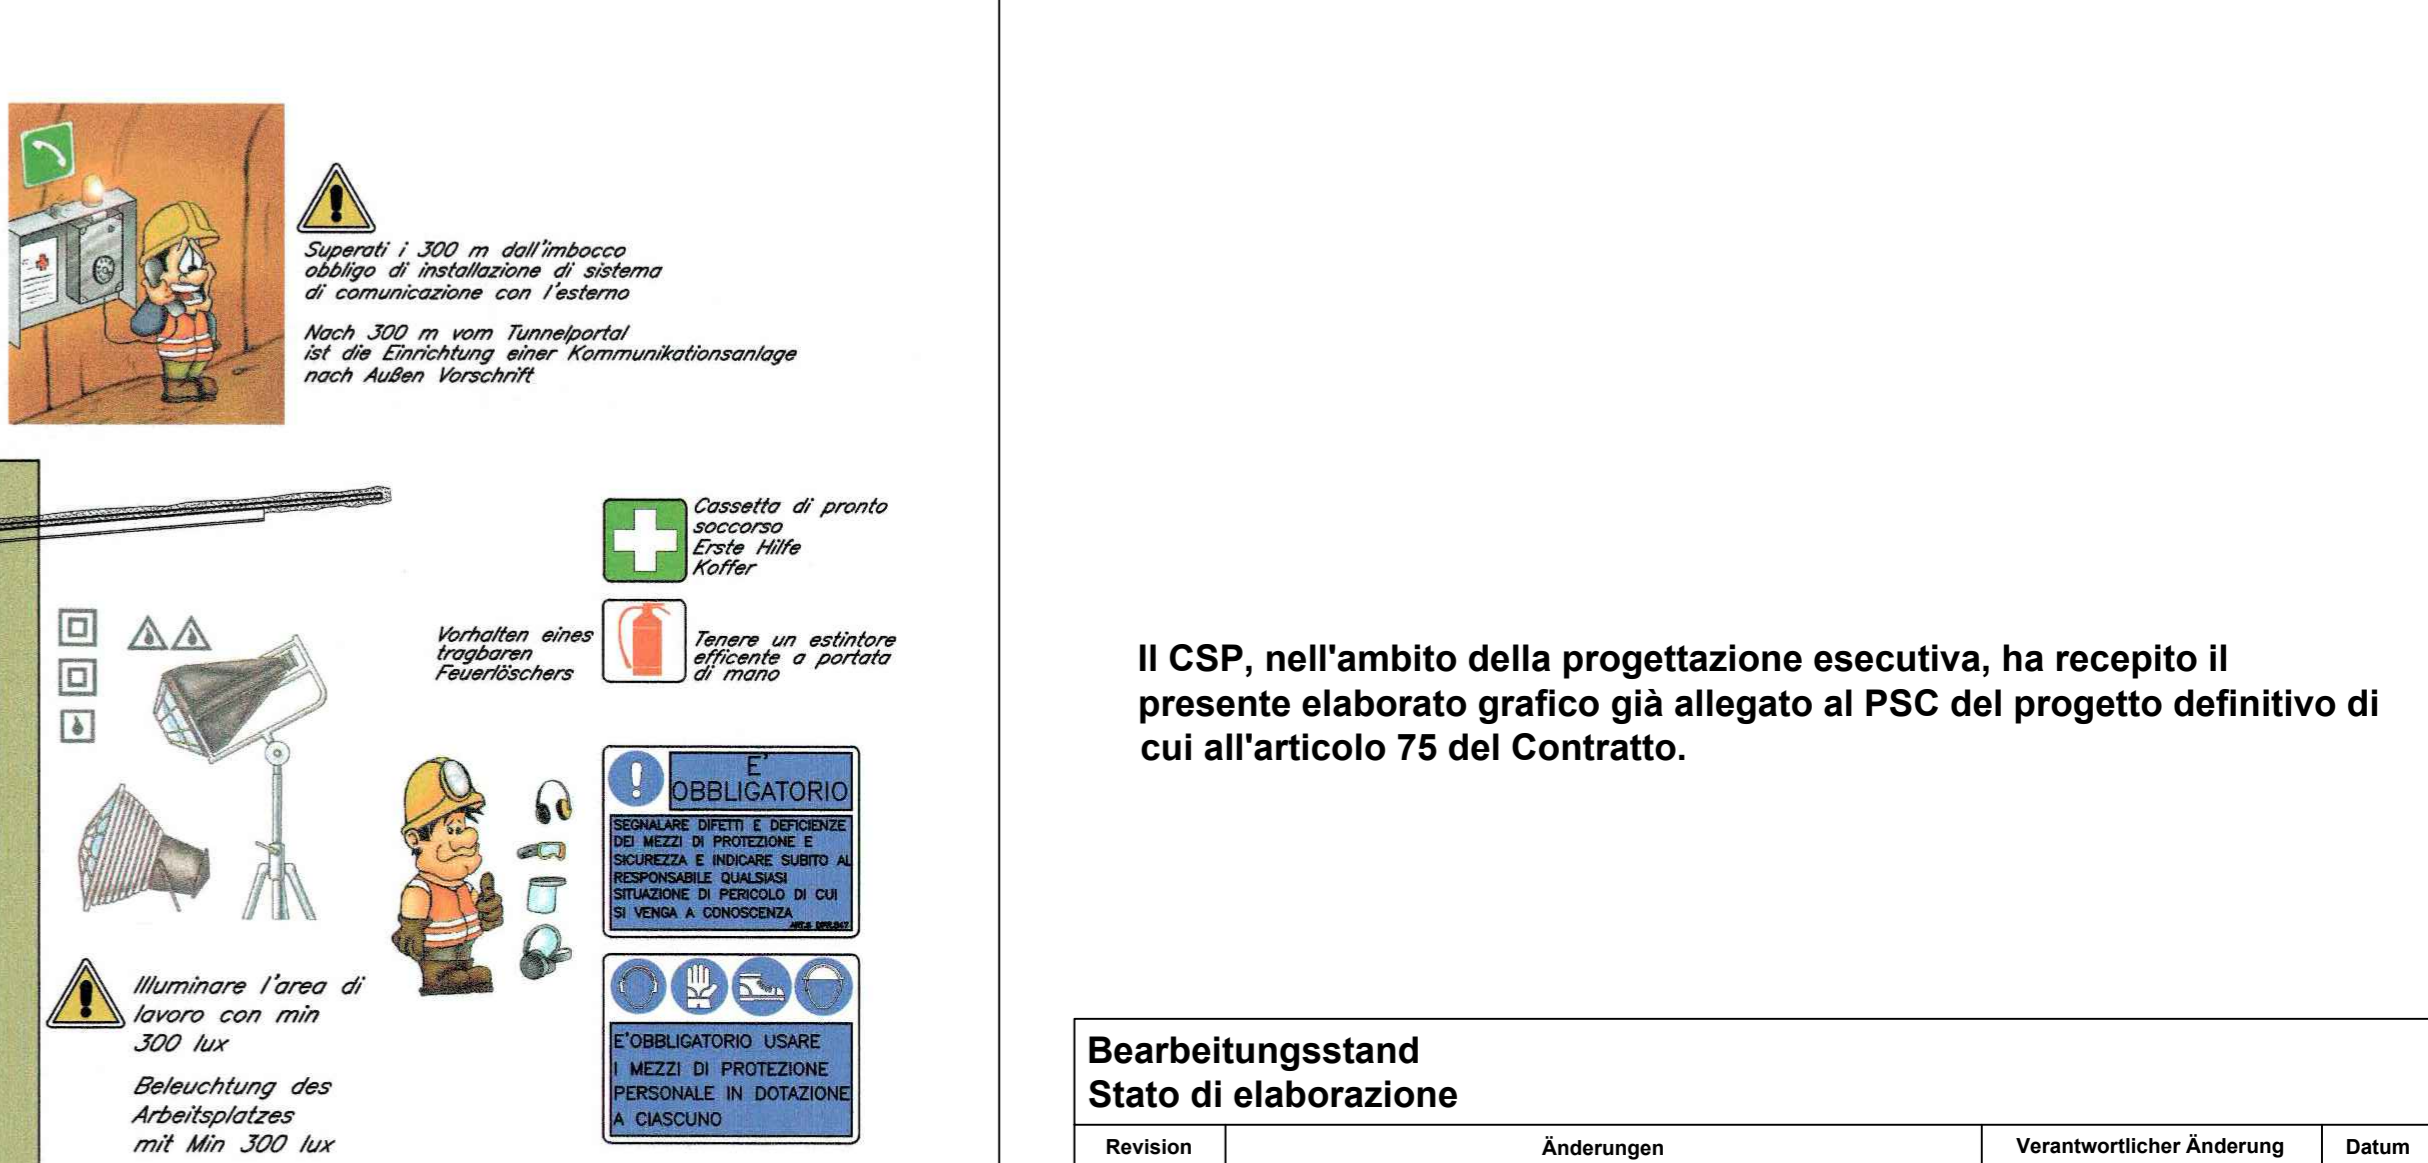 Superati i 300 m dall'imbocco
obbligo di installazione di sistema
di comunicazione con l'esterno
Nach 300 m vom Tunnelportal
ist die Einrichtung einer Kommunikationsanlage
nach Außen Vorschrift
Cassetta di pronto
soccorso
Erste Hilfe
Koffer
Vorhalten eines
tragbaren
Feuerlöschers
Tenere un estintore
efficente a portata
di mano
E'
OBBLIGATORIO
SEGNALARE DIFETTI E DEFICIENZE
DEI MEZZI DI PROTEZIONE E
SICUREZZA E INDICARE SUBITO AL
RESPONSABILE QUALSIASI
SITUAZIONE DI PERICOLO DI CUI
SI VENGA A CONOSCENZA
Illuminare l'area di
lavoro con min
300 lux
Beleuchtung des
Arbeitsplatzes
mit Min 300 lux
E'OBBLIGATORIO USARE
I MEZZI DI PROTEZIONE
PERSONALE IN DOTAZIONE
A CIASCUNO
Il CSP, nell'ambito della progettazione esecutiva, ha recepito il
presente elaborato grafico già allegato al PSC del progetto definitivo di
cui all'articolo 75 del Contratto.
Bearbeitungsstand
Stato di elaborazione
Revision Änderungen Verantwortlicher Änderung Datum